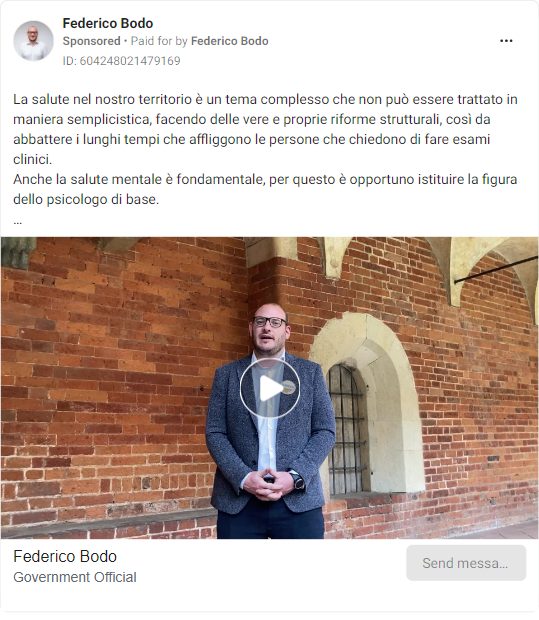 Federico Bodo
Sponsored • Paid for by Federico Bodo
ID: 604248021479169
La salute nel nostro territorio è un tema complesso che non può essere trattato in
maniera semplicistica, facendo delle vere e proprie riforme strutturali, così da
abbattere i lunghi tempi che affliggono le persone che chiedono di fare esami
clinici.
Anche la salute mentale è fondamentale, per questo è opportuno istituire la figura
dello psicologo di base.
...
Federico Bodo
Government Official
Send messa...